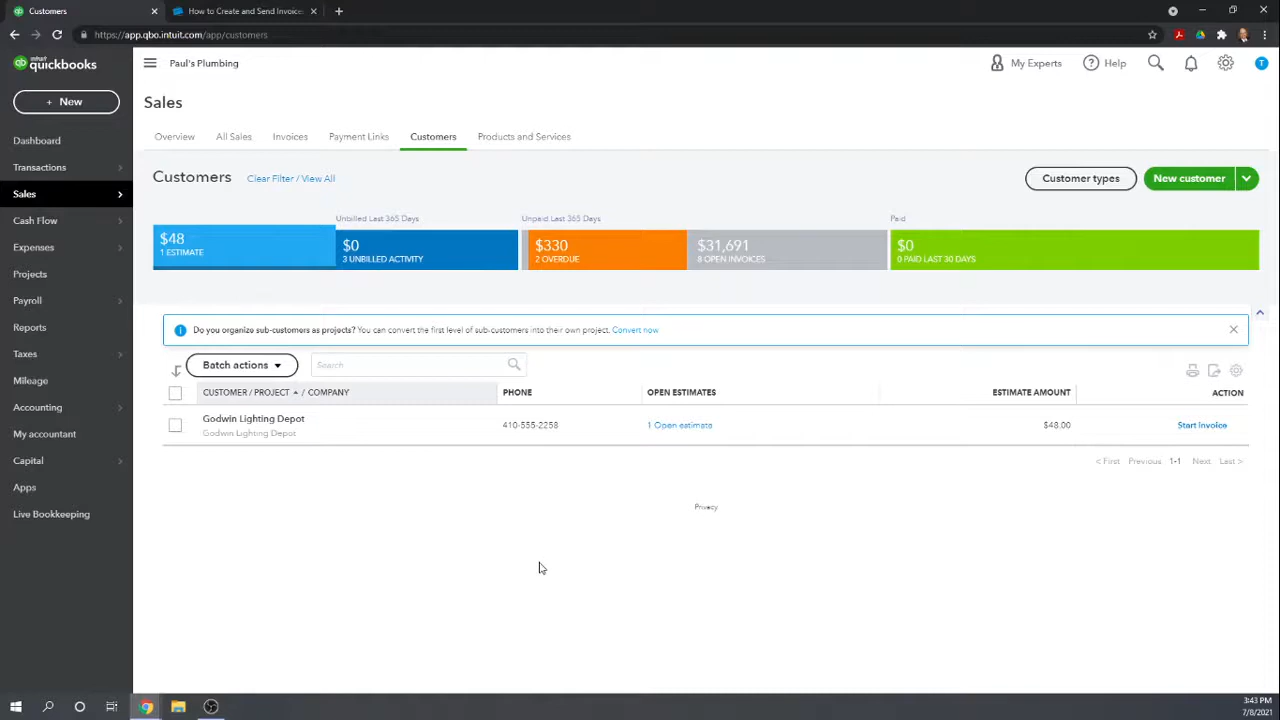 Customers
How to Create and Send Invoice
https://app.qbo.intuit.com/app/customers
intuit quickbooks
Paul's Plumbing
My Experts
Help
T
+ New
Sales
Overview
All Sales
Invoices
Payment Links
Customers
Products and Services
Dashboard
Transactions
Sales
Cash Flow
Expenses
Projects
Payroll
Reports
Taxes
Mileage
Accounting
My accountant
Capital
Apps
Live Bookkeeping
Customers
Clear Filter / View All
Customer types
New customer
Unbilled Last 365 Days
Unpaid Last 365 Days
Paid
$48
1 ESTIMATE
$0
3 UNBILLED ACTIVITY
$330
2 OVERDUE
$31,691
8 OPEN INVOICES
$0
0 PAID LAST 30 DAYS
Do you organize sub-customers as projects? You can convert the first level of sub-customers into their own project. Convert now
Batch actions
Search
CUSTOMER / PROJECT / COMPANY
PHONE
OPEN ESTIMATES
ESTIMATE AMOUNT
ACTION
Godwin Lighting Depot
Godwin Lighting Depot
410-555-2258
1 Open estimate
$48.00
Start invoice
< First Previous 1-1 Next Last >
Privacy
3:43 PM
7/8/2021